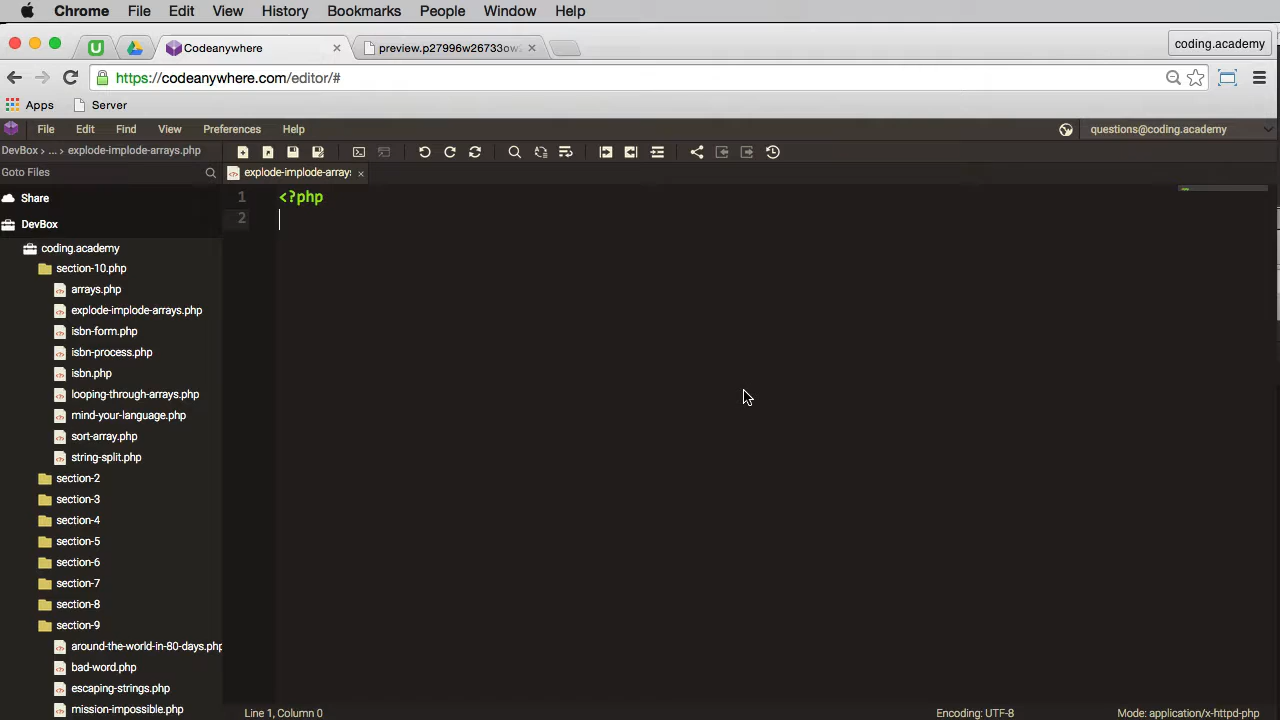 Chrome File Edit View History Bookmarks People Window Help
Codeanywhere preview.p27996w26733ow2 coding.academy
https://codeanywhere.com/editor/#
Apps Server
File Edit Find View Preferences Help questions@coding.academy
DevBox › ... › explode-implode-arrays.php
Goto Files explode-implode-array:
Share 1 <?php
DevBox 2
coding.academy
section-10.php
arrays.php
explode-implode-arrays.php
isbn-form.php
isbn-process.php
isbn.php
looping-through-arrays.php
mind-your-language.php
sort-array.php
string-split.php
section-2
section-3
section-4
section-5
section-6
section-7
section-8
section-9
around-the-world-in-80-days.php
bad-word.php
escaping-strings.php
mission-impossible.php
Line 1, Column 0 Encoding: UTF-8 Mode: application/x-httpd-php